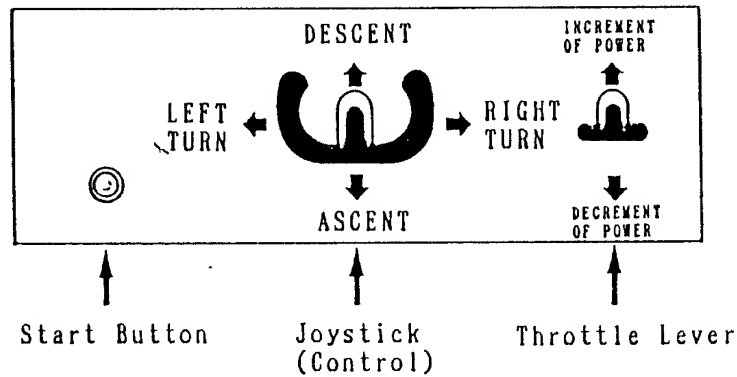 DESCENT
INCREMENT
OF POWER
LEFT
TURN
RIGHT
TURN
ASCENT
DECREMENT
OF POWER
Start Button
Joystick
(Control)
Throttle Lever